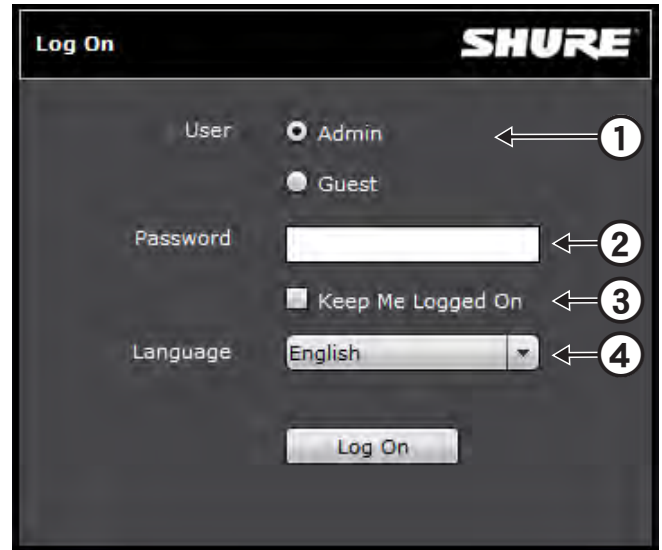 Log On
SHURE
User
Admin
1
Guest
Password
2
Keep Me Logged On
3
Language
English
4
Log On